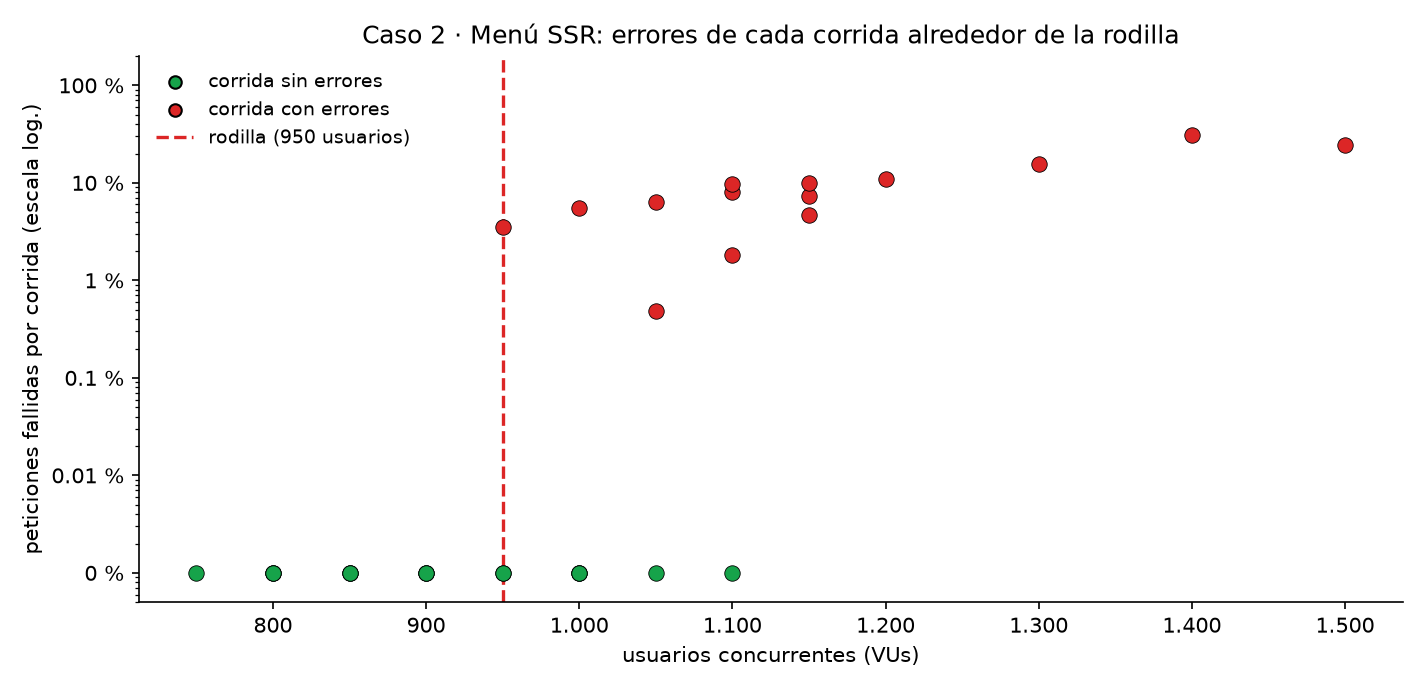 Caso 2 · Menú SSR: errores de cada corrida alrededor de la rodilla
corrida sin errores
corrida con errores
rodilla (950 usuarios)
peticiones fallidas por corrida (escala log.)
100 %
10 %
1 %
0.1 %
0.01 %
0 %
800 900 1.000 1.100 1.200 1.300 1.400 1.500
usuarios concurrentes (VUs)